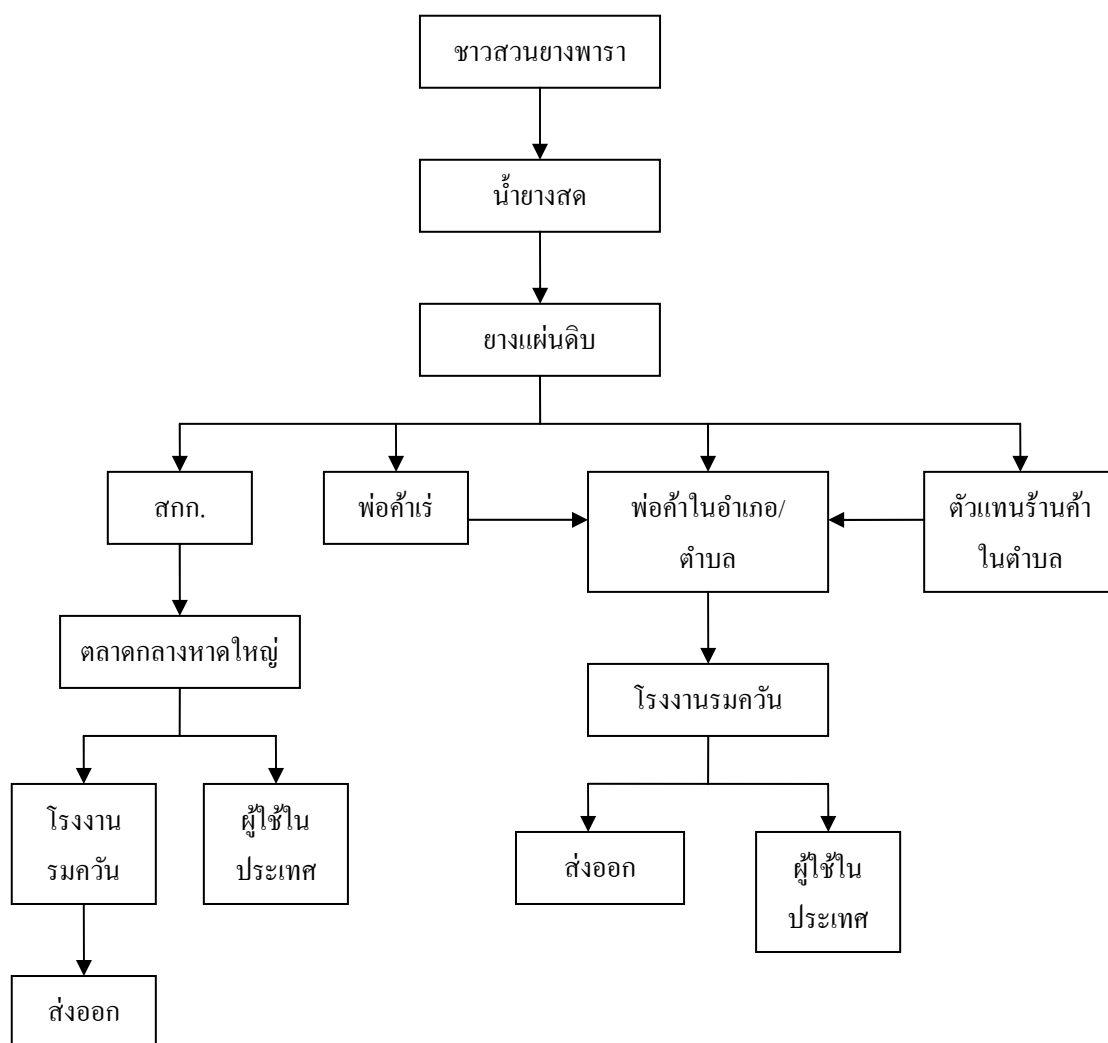 ชาวสวนยางพารา
น้ำยางสด
ยางแผ่นดิบ
สกก.
พ่อค้าเร่
พ่อค้าในอำเภอ/
ตำบล
ตัวแทนร้านค้า
ในตำบล
ตลาดกลางหาดใหญ่
โรงงานรมควัน
โรงงาน
รมควัน
ผู้ใช้ใน
ประเทศ
ส่งออก
ผู้ใช้ใน
ประเทศ
ส่งออก